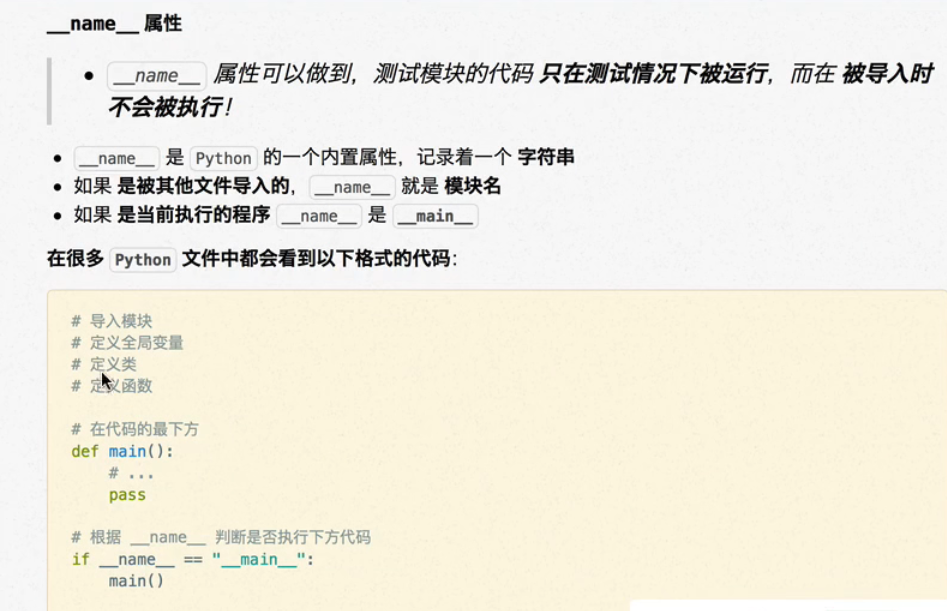 __name__ 属性
• __name__ 属性可以做到，测试模块的代码 只在测试情况下被运行，而在 被导入时
不会被执行！
• __name__ 是 Python 的一个内置属性，记录着一个 字符串
• 如果 是被其他文件导入的，__name__ 就是 模块名
• 如果 是当前执行的程序 __name__ 是 __main__
在很多 Python 文件中都会看到以下格式的代码：
# 导入模块
# 定义全局变量
# 定义类
# 定义函数
# 在代码的最下方
def main():
    # ...
    pass
# 根据 __name__ 判断是否执行下方代码
if __name__ == "__main__":
    main()